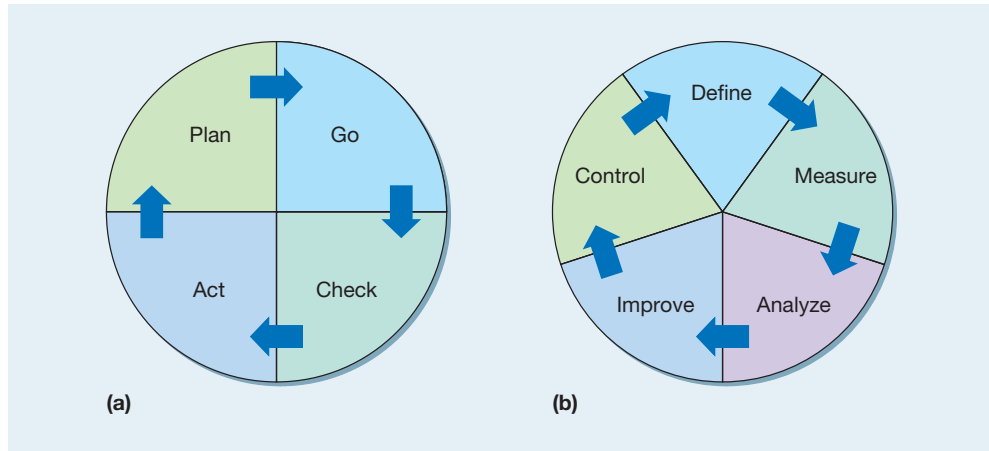 Plan
Go
Act
Check
(a)
Define
Control
Measure
Improve
Analyze
(b)